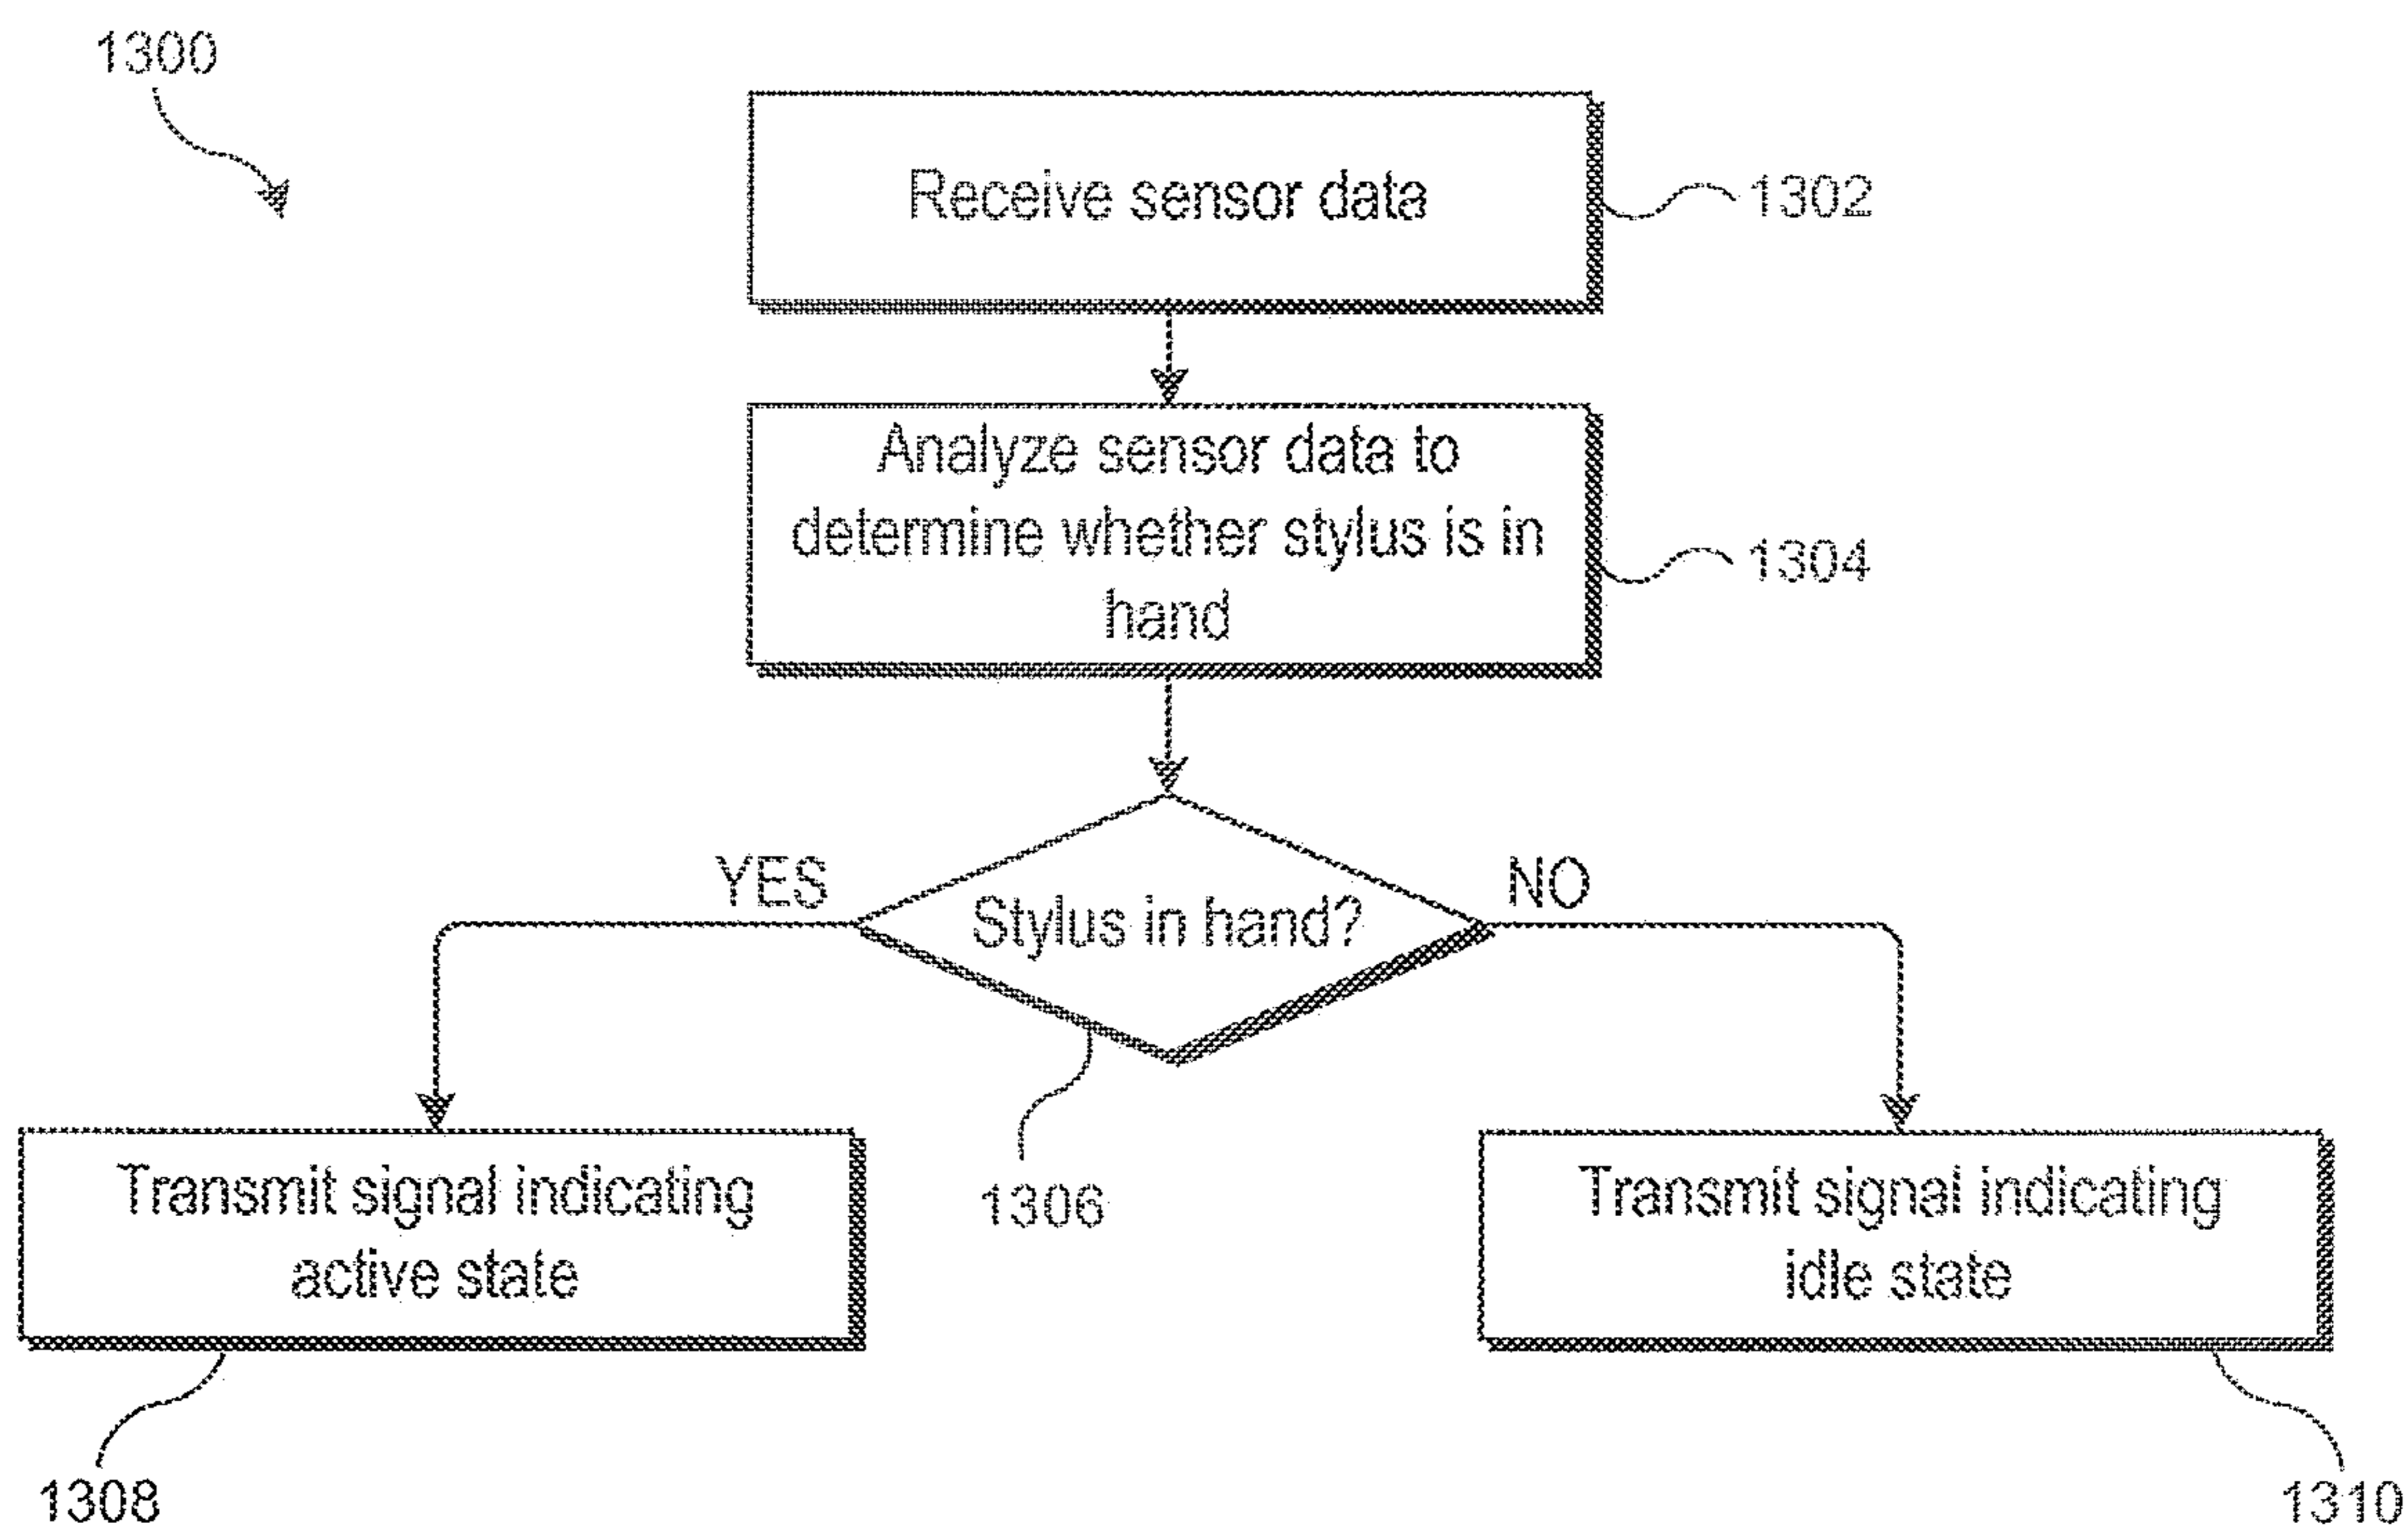 1300
Receive sensor data
1302
Analyze sensor data to
determine whether stylus is in
hand
1304
YES
NO
Stylus in hand?
1306
Transmit signal indicating
active state
Transmit signal indicating
idle state
1308
1310